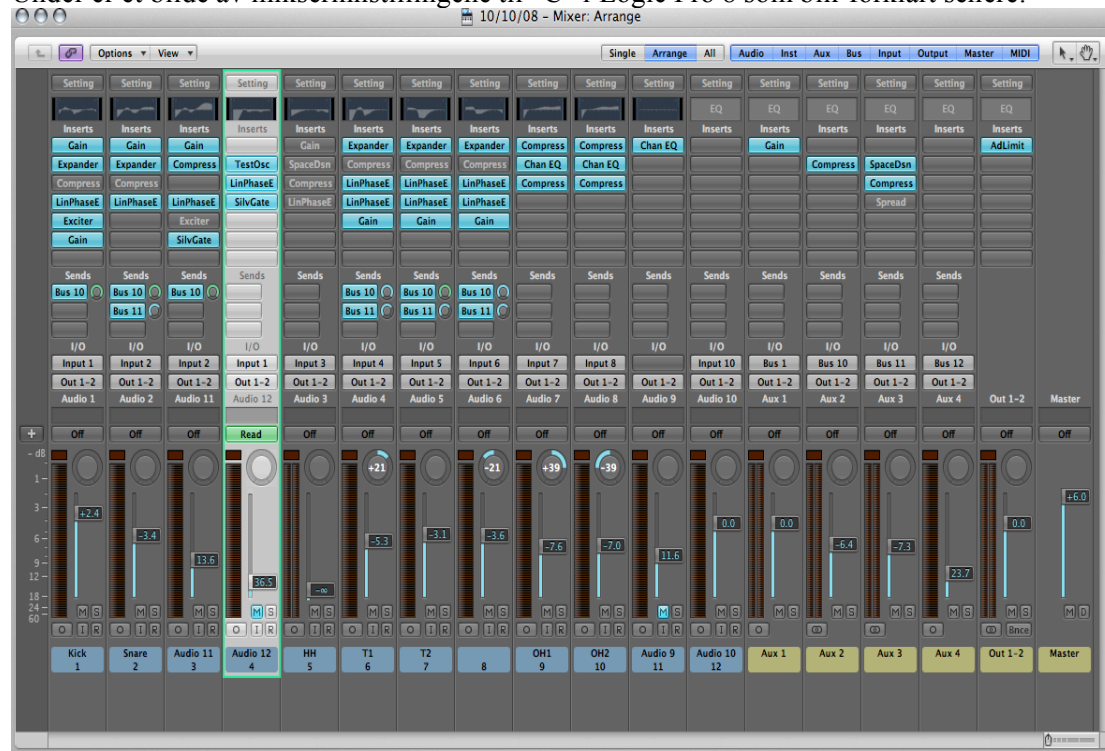 10/10/08 – Mixer: Arrange
Options View Single Arrange All Audio Inst Aux Bus Input Output Master MIDI
Setting Setting Setting Setting Setting Setting Setting Setting Setting Setting Setting Setting Setting Setting Setting Setting Setting
EQ EQ EQ EQ EQ EQ
Inserts Inserts Inserts Inserts Inserts Inserts Inserts Inserts Inserts Inserts Inserts Inserts Inserts Inserts Inserts Inserts Inserts
Gain Gain Gain Gain Expander Expander Expander Compress Compress Chan EQ Gain AdLimit
Expander Expander Compress TestOsc SpaceDsn Compress Compress Compress Chan EQ Chan EQ Compress SpaceDsn
Compress Compress LinPhaseE Compress LinPhaseE LinPhaseE LinPhaseE Compress Compress Compress
LinPhaseE LinPhaseE LinPhaseE SilvGate LinPhaseE LinPhaseE LinPhaseE LinPhaseE Spread
Exciter Exciter Gain Gain Gain
Gain SilvGate
Sends Sends Sends Sends Sends Sends Sends Sends Sends Sends Sends Sends Sends Sends Sends Sends
Bus 10 Bus 10 Bus 10 Bus 10 Bus 10 Bus 10
Bus 11 Bus 11 Bus 11 Bus 11
I/O I/O I/O I/O I/O I/O I/O I/O I/O I/O I/O I/O I/O I/O I/O I/O
Input 1 Input 2 Input 2 Input 1 Input 3 Input 4 Input 5 Input 6 Input 7 Input 8 Input 10 Bus 1 Bus 10 Bus 11 Bus 12
Out 1-2 Out 1-2 Out 1-2 Out 1-2 Out 1-2 Out 1-2 Out 1-2 Out 1-2 Out 1-2 Out 1-2 Out 1-2 Out 1-2 Out 1-2 Out 1-2 Out 1-2 Out 1-2
Audio 1 Audio 2 Audio 11 Audio 12 Audio 3 Audio 4 Audio 5 Audio 6 Audio 7 Audio 8 Audio 9 Audio 10 Aux 1 Aux 2 Aux 3 Aux 4 Out 1-2 Master
+ Off Off Off Read Off Off Off Off Off Off Off Off Off Off Off Off Off Off
- dB
+21 -21 +39 -39
1
3 +2.4 +6.0
6 -3.4 -5.3 -3.1 -3.6 0.0 0.0 0.0
9 13.6 -7.6 -7.0 11.6 -6.4 -7.3
12 36.5 -∞ 23.7
18
24 M S M S M S M S M S M S M S M S M S M S M S M S M S M S M S M S M S M D
60 O I R O I R O I R O I R O I R O I R O I R O I R O I R O I R O I R O I R O O Bnce
Kick Snare Audio 11 Audio 12 HH T1 T2 OH1 OH2 Audio 9 Audio 10 Aux 1 Aux 2 Aux 3 Aux 4 Out 1-2 Master
1 2 3 4 5 6 7 8 9 10 11 12